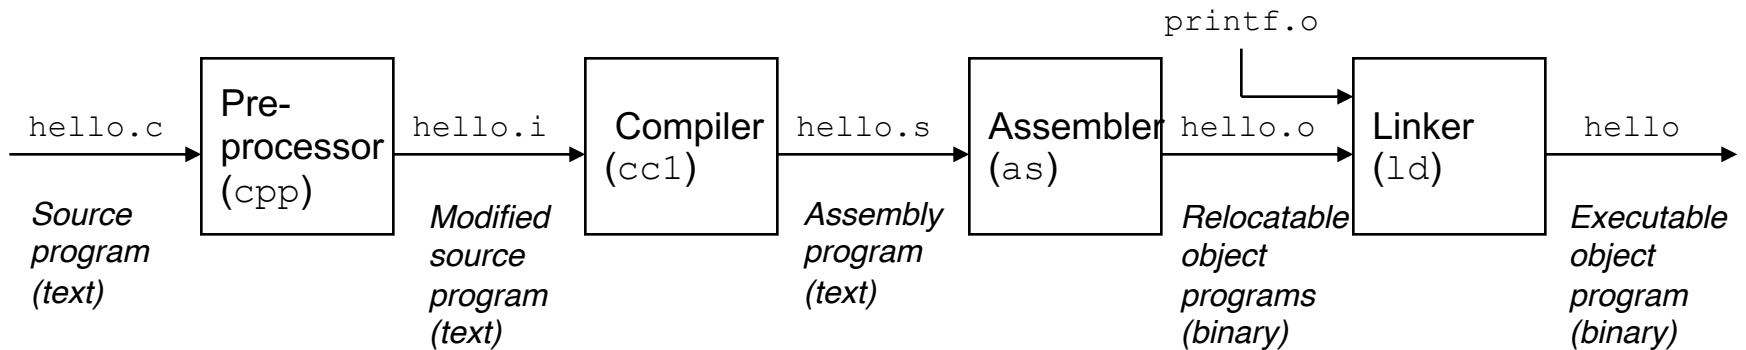 printf.o
hello.c
Pre-
processor
(cpp)
hello.i
Compiler
(cc1)
hello.s
Assembler
(as)
hello.o
Linker
(ld)
hello
Source
program
(text)
Modified
source
program
(text)
Assembly
program
(text)
Relocatable
object
programs
(binary)
Executable
object
program
(binary)